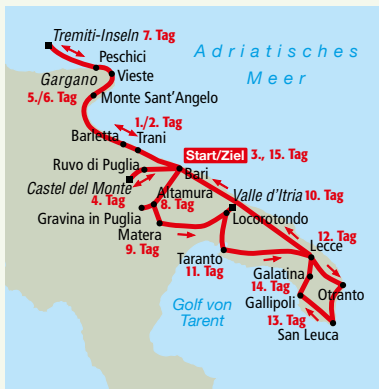 Tremiti-Inseln 7. Tag
Adriatisches
Meer
Peschici
Vieste
Gargano
5./6. Tag
Monte Sant'Angelo
1./2. Tag
Barletta
Trani
Start/Ziel 3., 15. Tag
Ruvo di Puglia
Bari
Castel del Monte
Altamura
Valle d'Itria 10. Tag
4. Tag
8. Tag
Gravina in Puglia
Locorotondo
Matera
9. Tag
12. Tag
Lecce
Taranto
11. Tag
Galatina
14. Tag
Otranto
Golf von
Tarent
Gallipoli
13. Tag
San Leuca